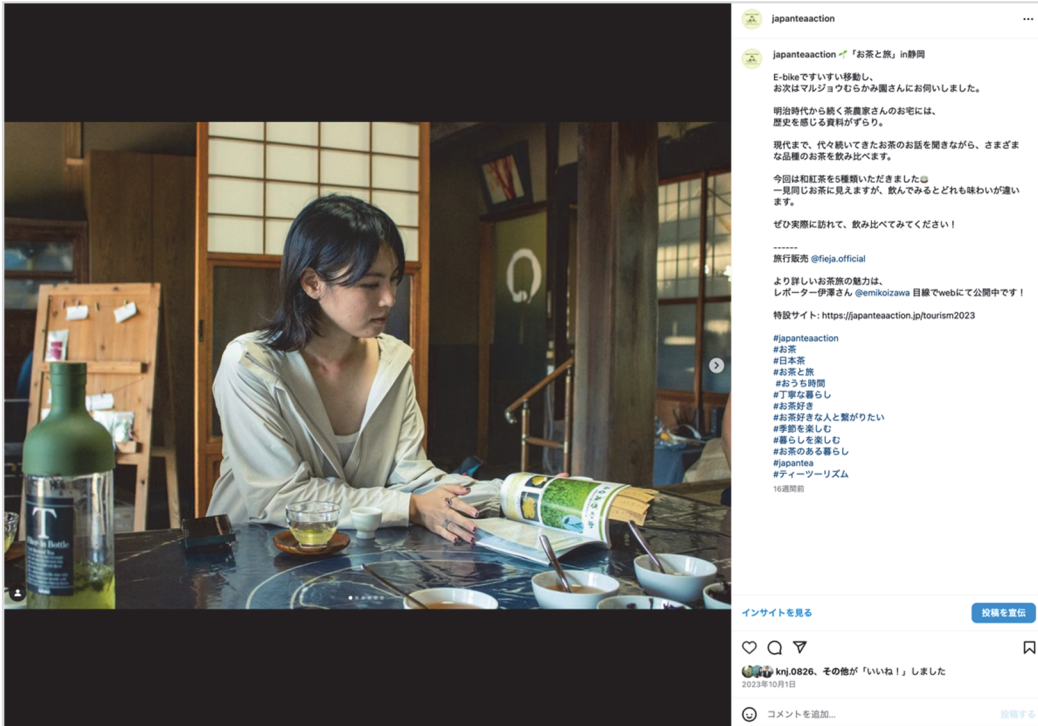 japanteaaction
japanteaaction 🌱「お茶と旅」in静岡
E-bikeですいすい移動し、
お次はマルジョウむらかみ園さんにお伺いしました。
明治時代から続く茶農家さんのお宅には、
歴史を感じる資料がずらり。
現代まで、代々続いてきたお茶のお話を聞きながら、さまざま
な品種のお茶を飲み比べます。
今回は和紅茶を5種類いただきました🍵
一見同じお茶に見えますが、飲んでみるとどれも味わいが違い
ます。
ぜひ実際に訪れて、飲み比べてみてください！
------
旅行販売 @fieja.official
より詳しいお茶旅の魅力は、
レポーター伊澤さん @emikoizawa 目線でwebにて公開中です！
特設サイト: https://japanteaaction.jp/tourism2023
#japanteaaction
#お茶
#日本茶
#お茶と旅
#おうち時間
#丁寧な暮らし
#お茶好き
#お茶好きな人と繋がりたい
#季節を楽しむ
#暮らしを楽しむ
#お茶のある暮らし
#japantea
#ティーツーリズム
16週間前
T
Filter in Bottle
インサイトを見る
投稿を宣伝
knj.0826、その他が「いいね！」しました
2023年10月1日
コメントを追加...
投稿する